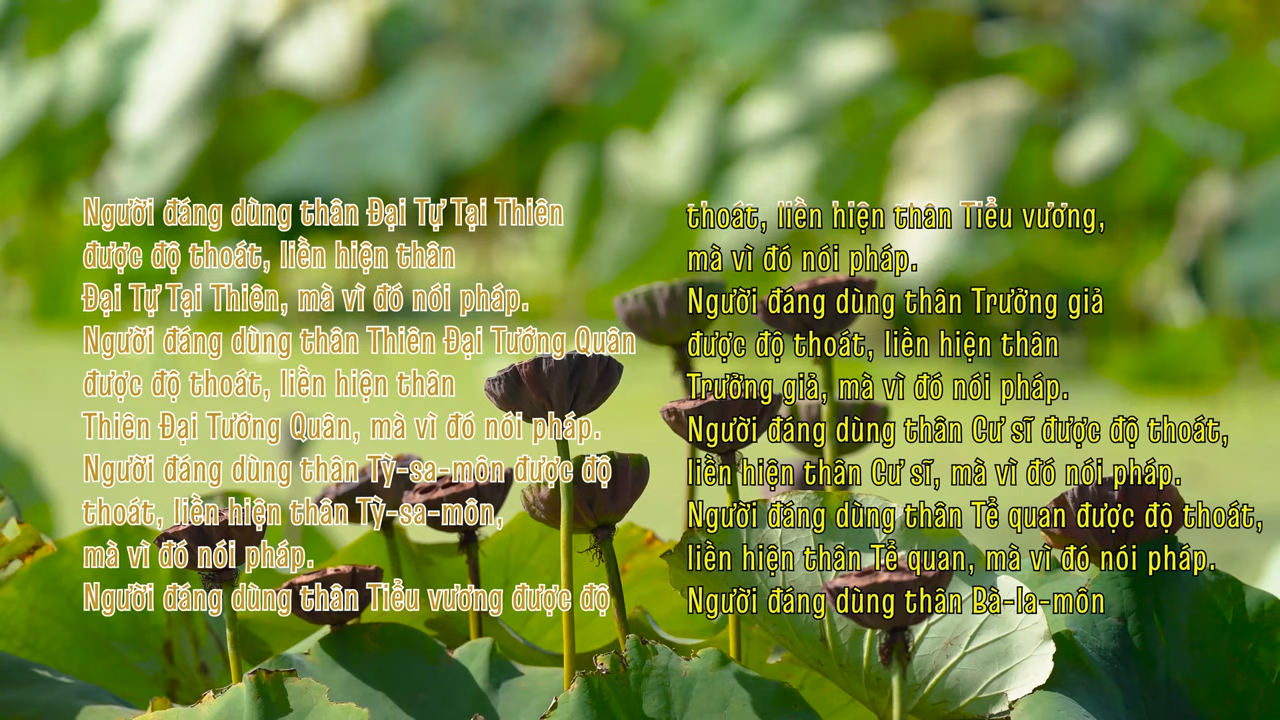 Người đáng dùng thân Đại Tự Tại Thiên
được độ thoát, liền hiện thân
Đại Tự Tại Thiên, mà vì đó nói pháp.
Người đáng dùng thân Thiên Đại Tướng Quân
được độ thoát, liền hiện thân
Thiên Đại Tướng Quân, mà vì đó nói pháp.
Người đáng dùng thân Tỳ-sa-môn được độ
thoát, liền hiện thân Tỳ-sa-môn,
mà vì đó nói pháp.
Người đáng dùng thân Tiểu vương được độ
thoát, liền hiện thân Tiểu vương,
mà vì đó nói pháp.
Người đáng dùng thân Trưởng giả
được độ thoát, liền hiện thân
Trưởng giả, mà vì đó nói pháp.
Người đáng dùng thân Cư sĩ được độ thoát,
liền hiện thân Cư sĩ, mà vì đó nói pháp.
Người đáng dùng thân Tể quan được độ thoát,
liền hiện thân Tể quan, mà vì đó nói pháp.
Người đáng dùng thân Bà-la-môn